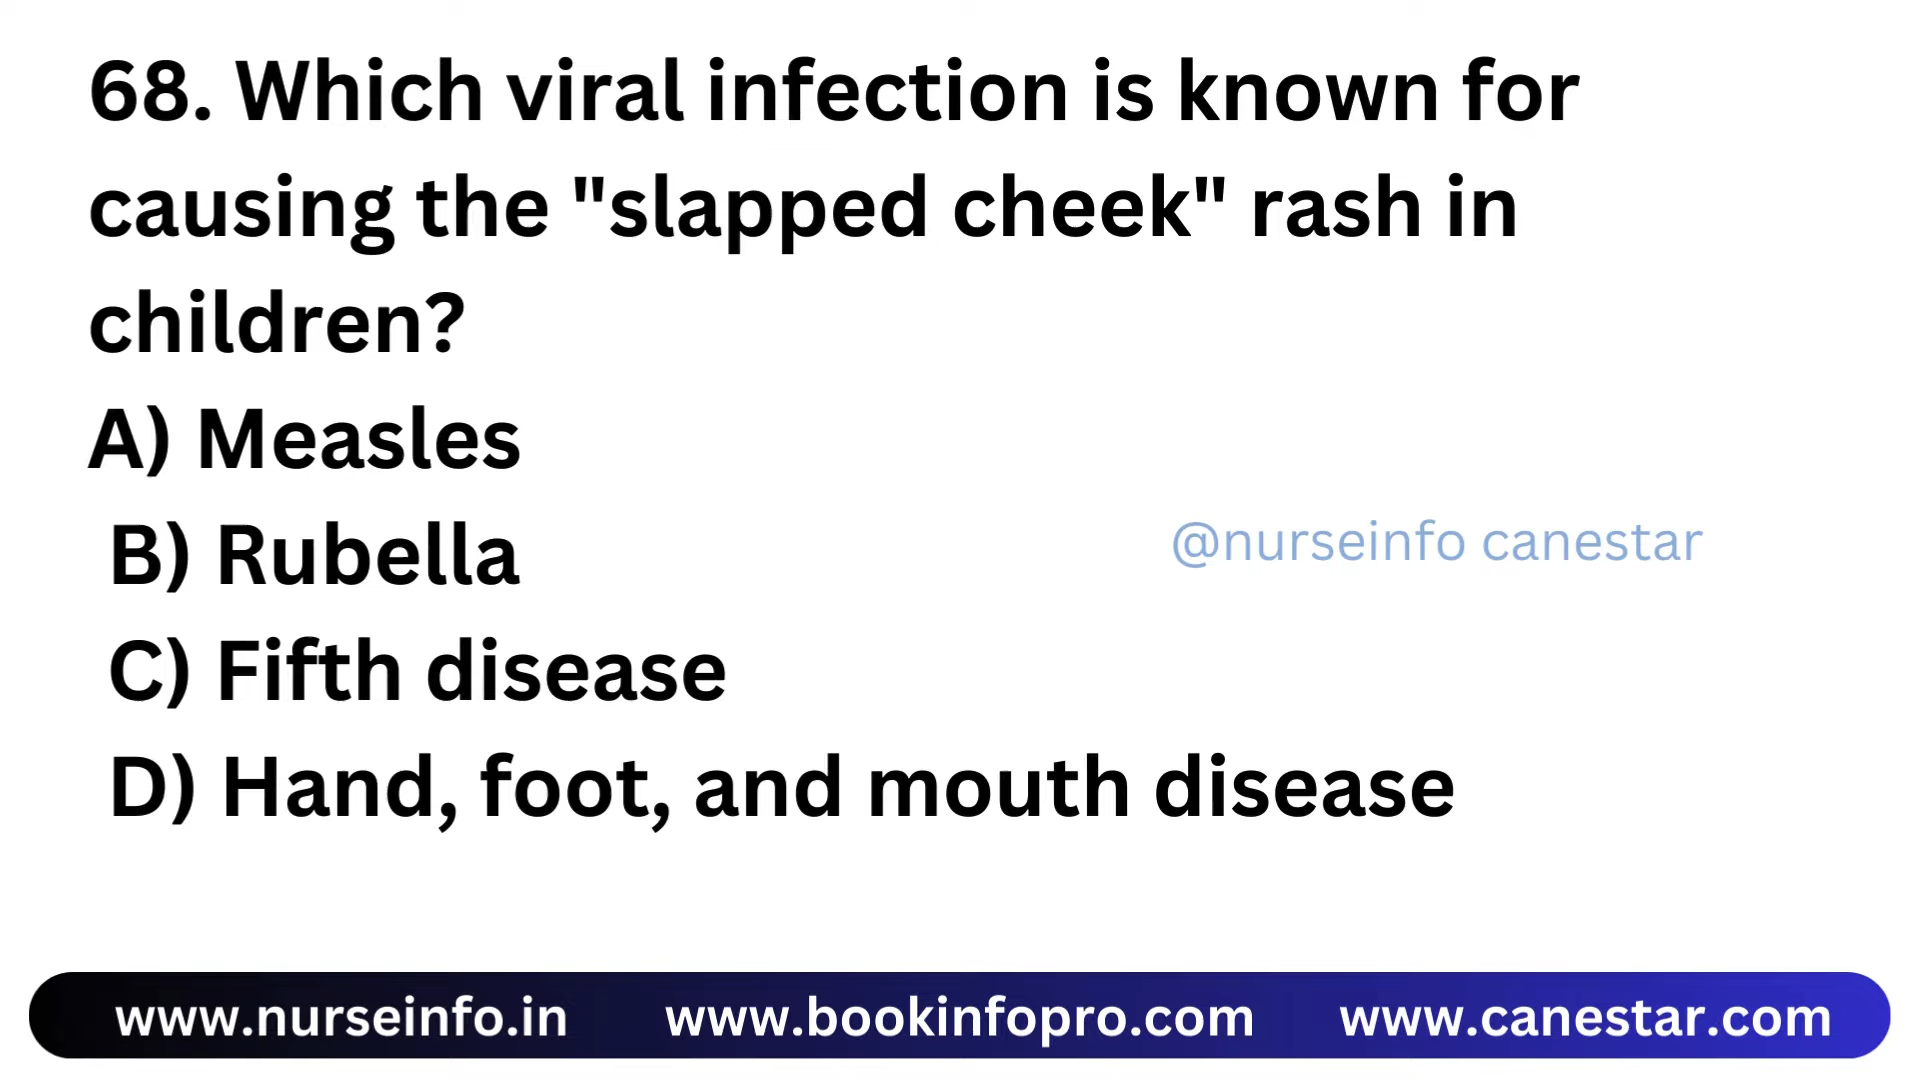 68. Which viral infection is known for
causing the "slapped cheek" rash in
children?
A) Measles
B) Rubella
@nurseinfo canestar
C) Fifth disease
D) Hand, foot, and mouth disease
www.nurseinfo.in www.bookinfopro.com www.canestar.com